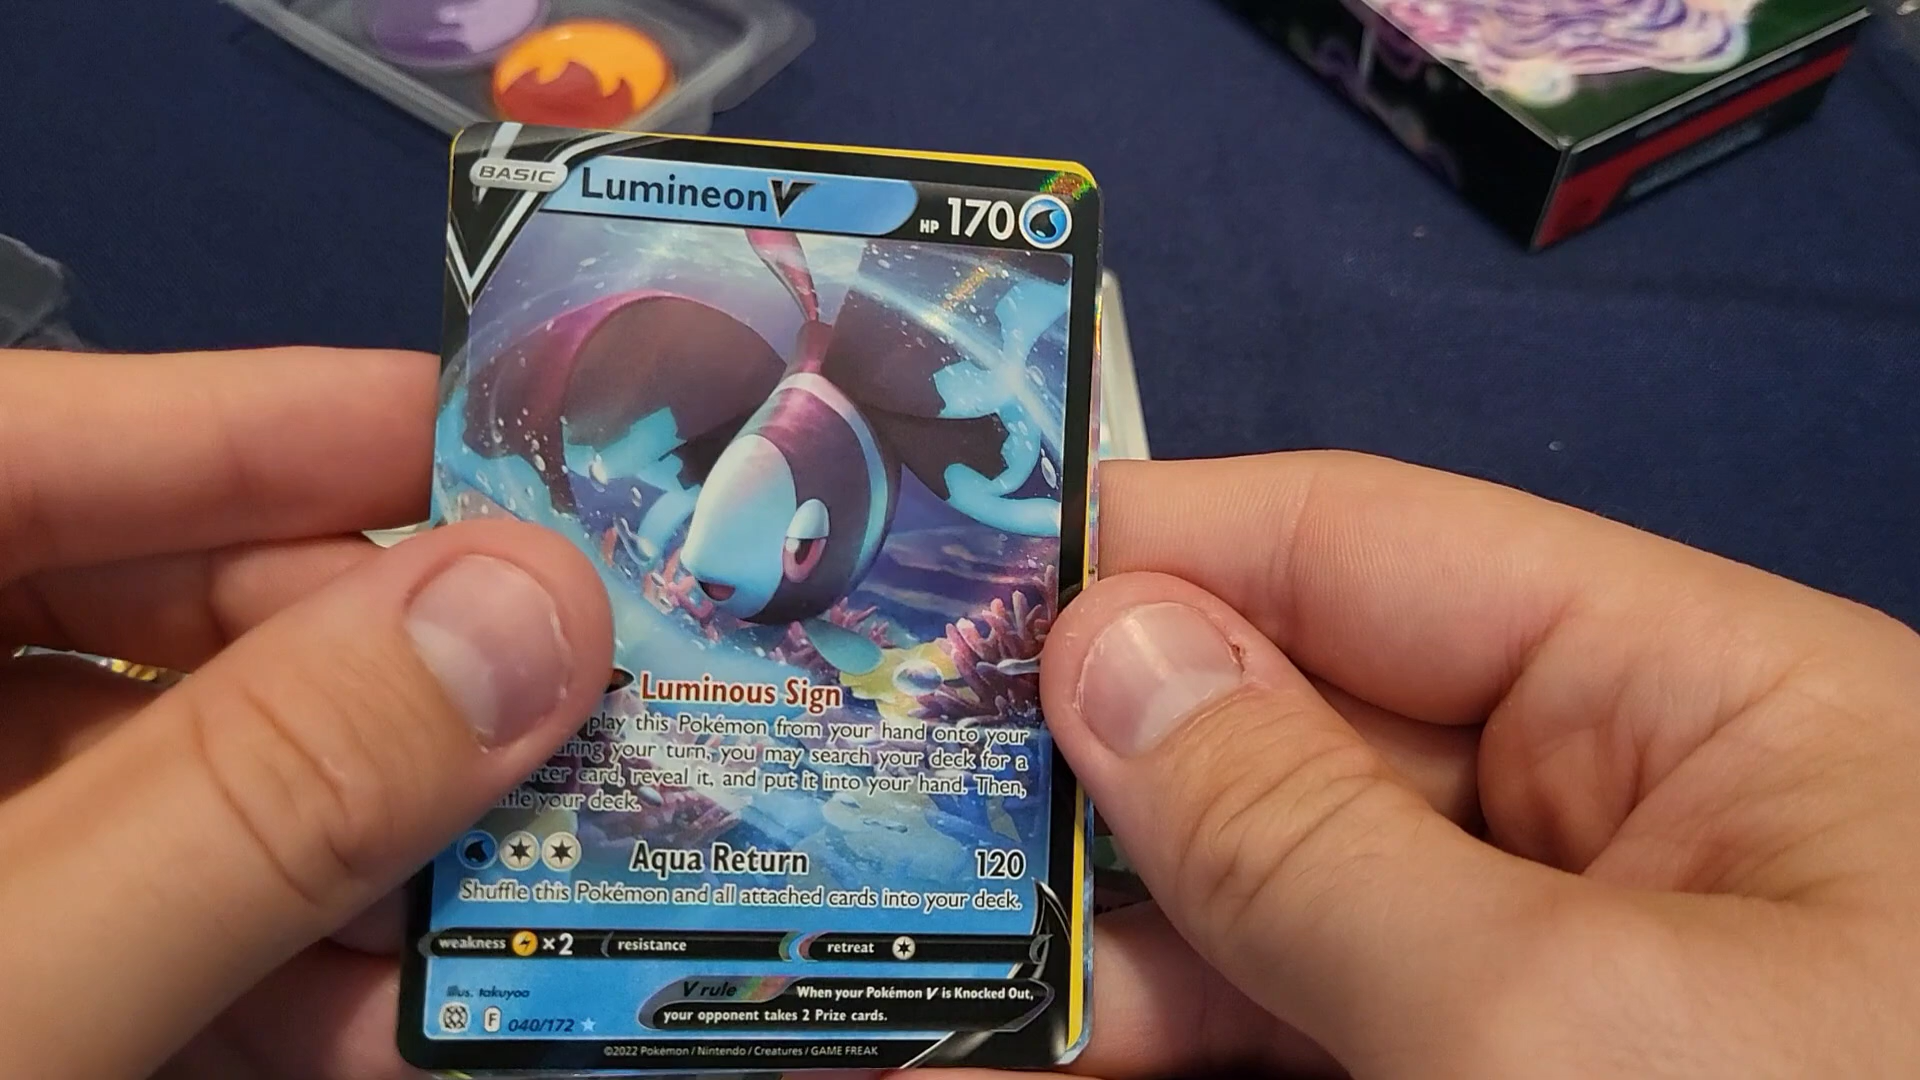 BASIC Lumineon V HP 170
Luminous Sign
play this Pokémon from your hand onto your
your turn, you may search your deck for a
card, reveal it, and put it into your hand. Then,
your deck.
Aqua Return 120
Shuffle this Pokémon and all attached cards into your deck.
weakness ×2 resistance retreat
Illus. takuyoa
V rule When your Pokémon V is Knocked Out,
your opponent takes 2 Prize cards.
F 040/172
©2022 Pokémon / Nintendo / Creatures / GAME FREAK